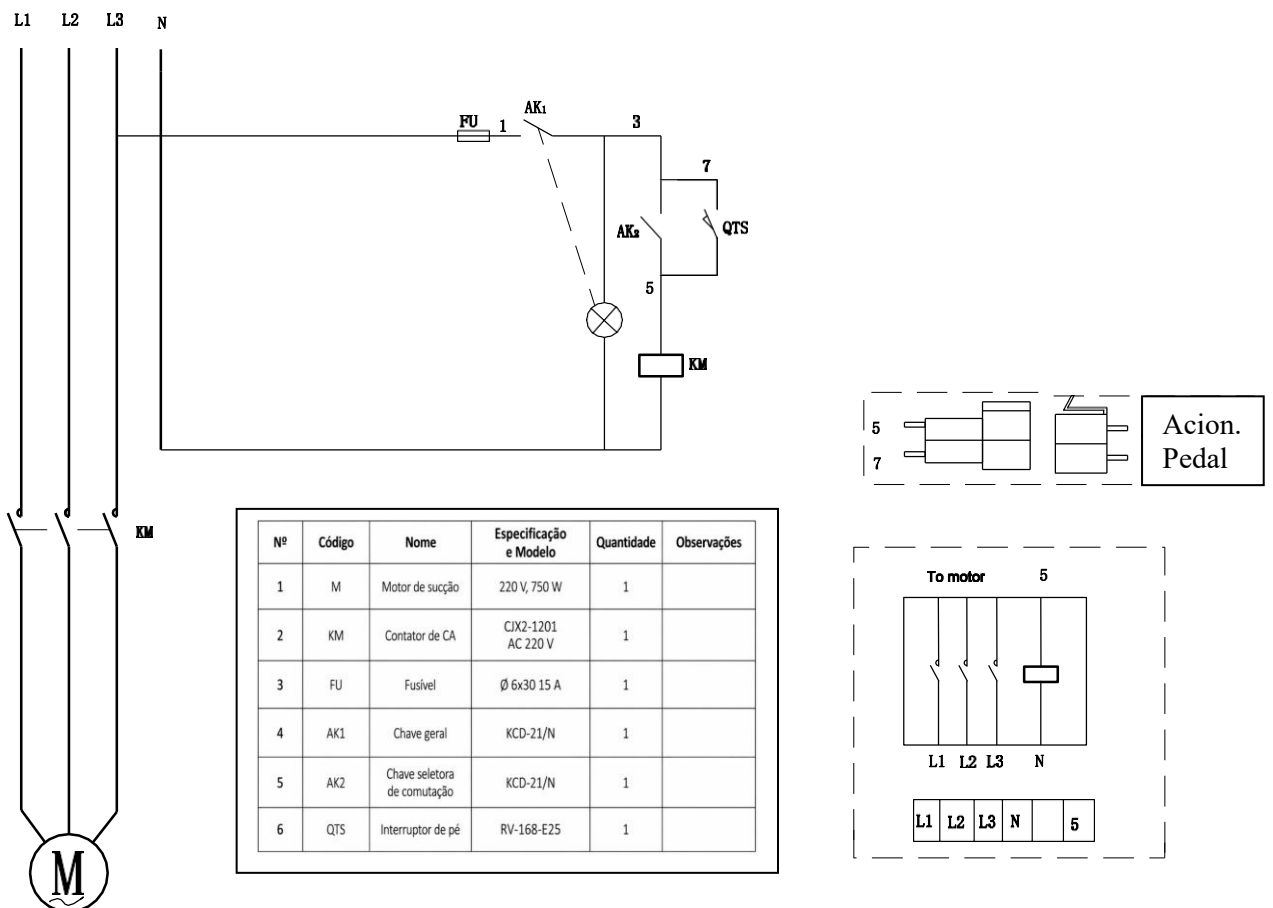 L1 L2 L3 N
FU 1 AK1 3
7
AK2 QTS
5
KM
KM
M
Nº Código Nome Especificação e Modelo Quantidade Observações
1 M Motor de sucção 220 V, 750 W 1
2 KM Contator de CA CJX2-1201 AC 220 V 1
3 FU Fusível Ø 6x30 15 A 1
4 AK1 Chave geral KCD-21/N 1
5 AK2 Chave seletora de comutação KCD-21/N 1
6 QTS Interruptor de pé RV-168-E25 1
5
7
Acion.
Pedal
To motor 5
L1 L2 L3 N
L1 L2 L3 N 5